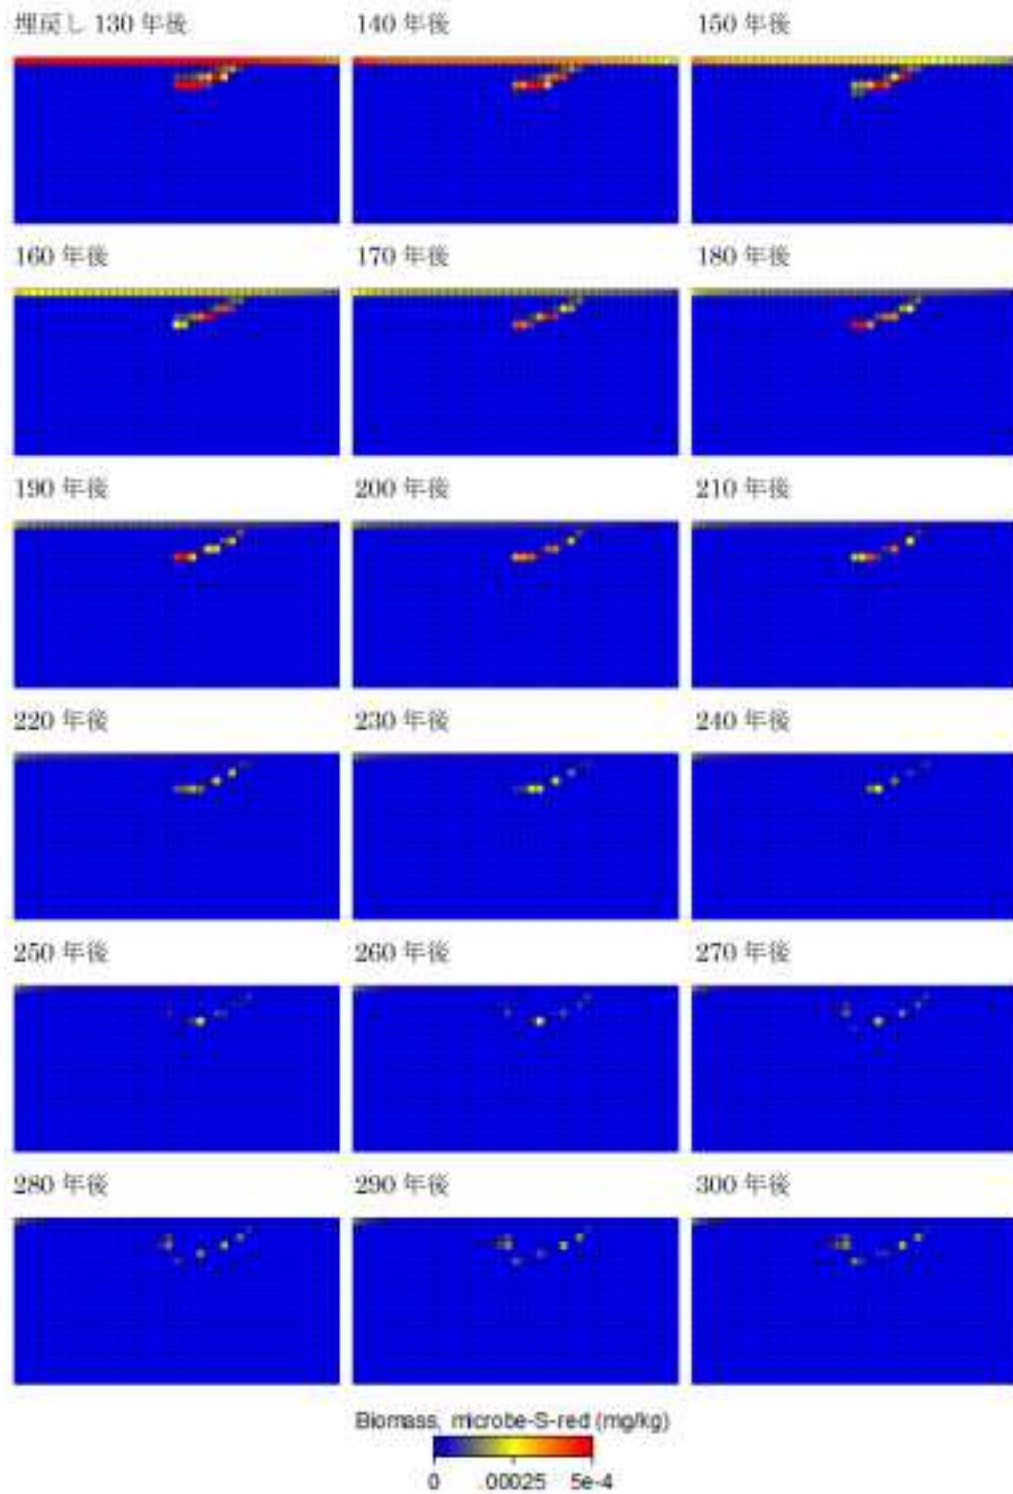 埋戻し 130 年後 140 年後 150 年後
160 年後 170 年後 180 年後
190 年後 200 年後 210 年後
220 年後 230 年後 240 年後
250 年後 260 年後 270 年後
280 年後 290 年後 300 年後
Biomass, microbe-S-red (mg/kg)
0 .00025 5e-4